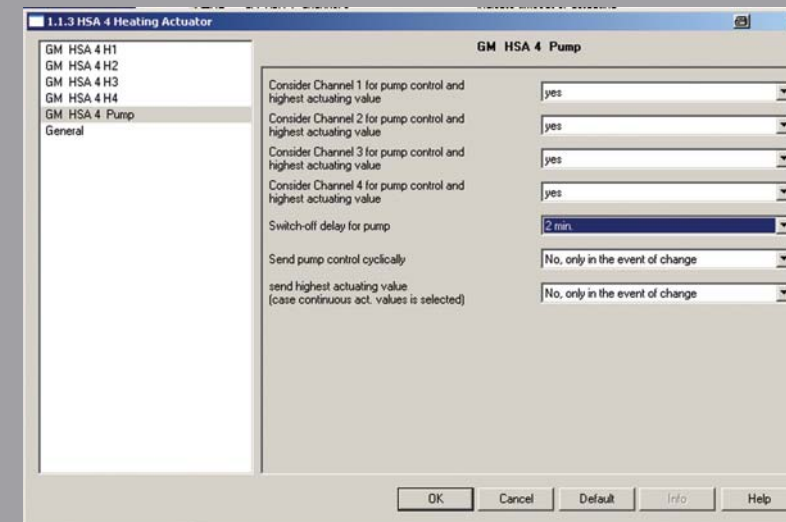 1.1.3 HSA 4 Heating Actuator
GM HSA 4 H1
GM HSA 4 H2
GM HSA 4 H3
GM HSA 4 H4
GM HSA 4 Pump
General
GM HSA 4 Pump
Consider Channel 1 for pump control and
highest actuating value
yes
Consider Channel 2 for pump control and
highest actuating value
yes
Consider Channel 3 for pump control and
highest actuating value
yes
Consider Channel 4 for pump control and
highest actuating value
yes
Switch-off delay for pump
2 min.
Send pump control cyclically
No, only in the event of change
send highest actuating value
(case continuous act. values is selected)
No, only in the event of change
OK
Cancel
Default
Info
Help